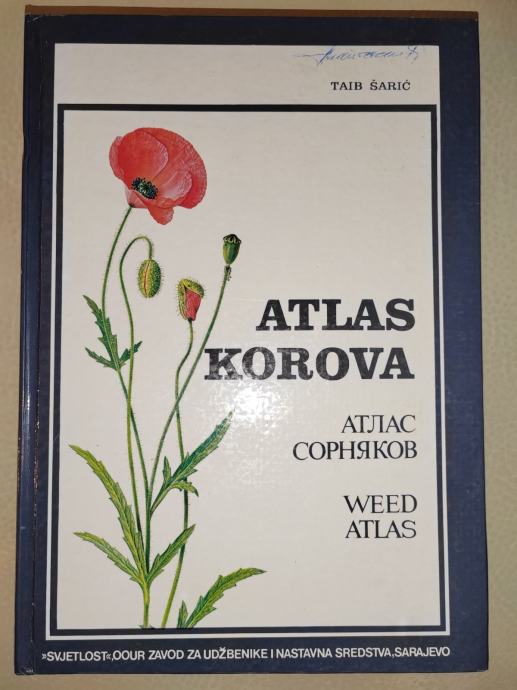 TAIB ŠARIĆ
ATLAS
KOROVA
АТЛАС
СОРНЯКОВ
WEED
ATLAS
»SVJETLOST«,OOUR ZAVOD ZA UDŽBENIKE I NASTAVNA SREDSTVA,SARAJEVO